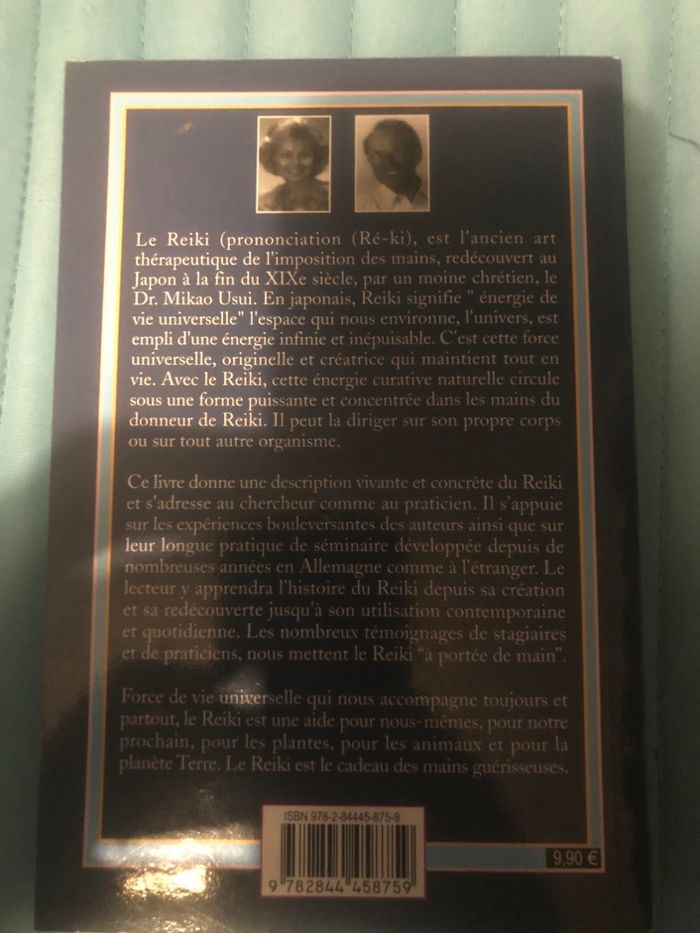 Le Reiki (prononciation (Ré-ki), est l'ancien art
thérapeutique de l'imposition des mains, redécouvert au
Japon à la fin du XIXe siècle, par un moine chrétien, le
Dr. Mikao Usui. En japonais, Reiki signifie " énergie de
vie universelle" l'espace qui nous environne, l'univers, est
empli d'une énergie infinie et inépuisable. C'est cette force
universelle, originelle et créatrice qui maintient tout en
vie. Avec le Reiki, cette énergie curative naturelle circule
sous une forme puissante et concentrée dans les mains du
donneur de Reiki. Il peut la diriger sur son propre corps
ou sur tout autre organisme.
Ce livre donne une description vivante et concrète du Reiki
et s'adresse au chercheur comme au praticien. Il s'appuie
sur les expériences bouleversantes des auteurs ainsi que sur
leur longue pratique de séminaire développée depuis de
nombreuses années en Allemagne comme à l'étranger. Le
lecteur y apprendra l'histoire du Reiki depuis sa création
et sa redécouverte jusqu'à son utilisation contemporaine
et quotidienne. Les nombreux témoignages de stagiaires
et de praticiens, nous mettent le Reiki "à portée de main".
Force de vie universelle qui nous accompagne toujours et
partout, le Reiki est une aide pour nous-mêmes, pour notre
prochain, pour les plantes, pour les animaux et pour la
planète Terre. Le Reiki est le cadeau des mains guérisseuses.
ISBN 978-2-84445-875-9
9 782844 458759
9,90 €